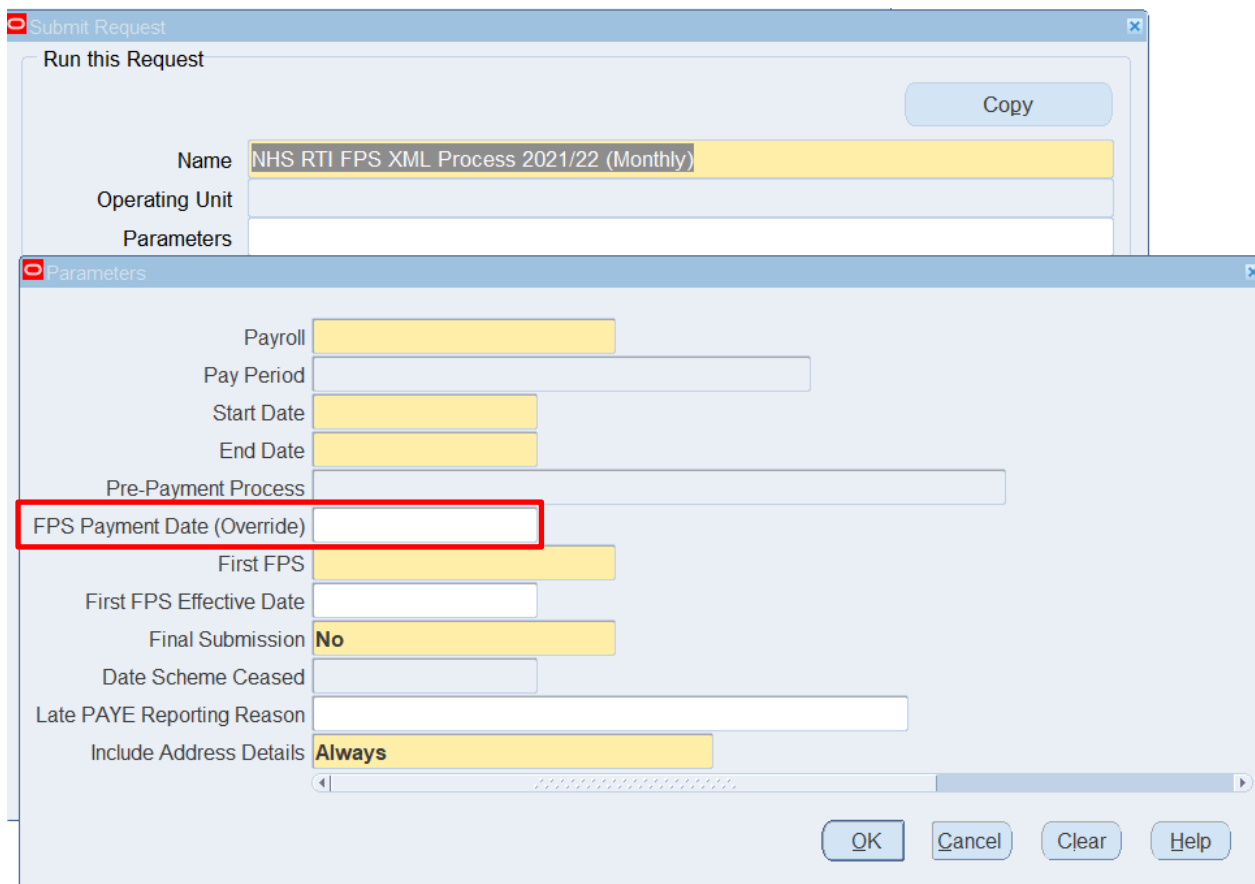 Submit Request
Run this Request
Copy
Name NHS RTI FPS XML Process 2021/22 (Monthly)
Operating Unit
Parameters
Parameters
Payroll
Pay Period
Start Date
End Date
Pre-Payment Process
FPS Payment Date (Override)
First FPS
First FPS Effective Date
Final Submission No
Date Scheme Ceased
Late PAYE Reporting Reason
Include Address Details Always
OK Cancel Clear Help